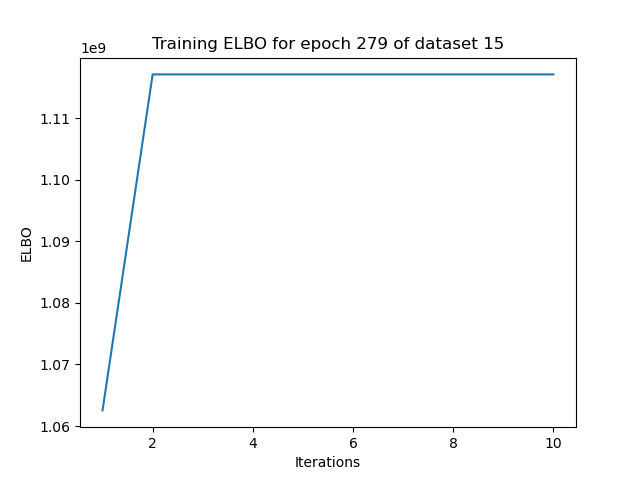 Training ELBO for epoch 279 of dataset 15
1e9
1.11
1.10
1.09
1.08
1.07
1.06
ELBO
2 4 6 8 10
Iterations